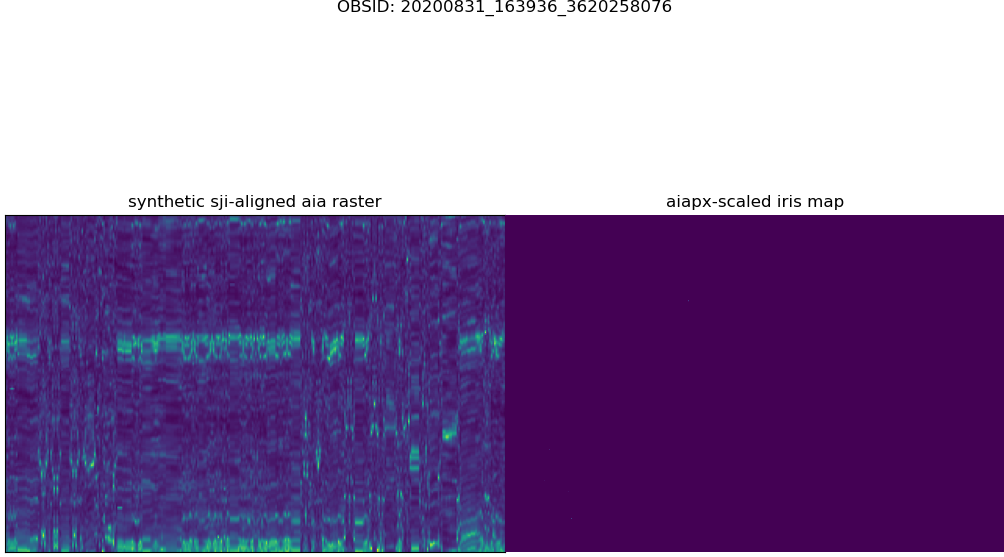 OBSID: 20200831_163936_3620258076
synthetic sji-aligned aia raster
aiapx-scaled iris map